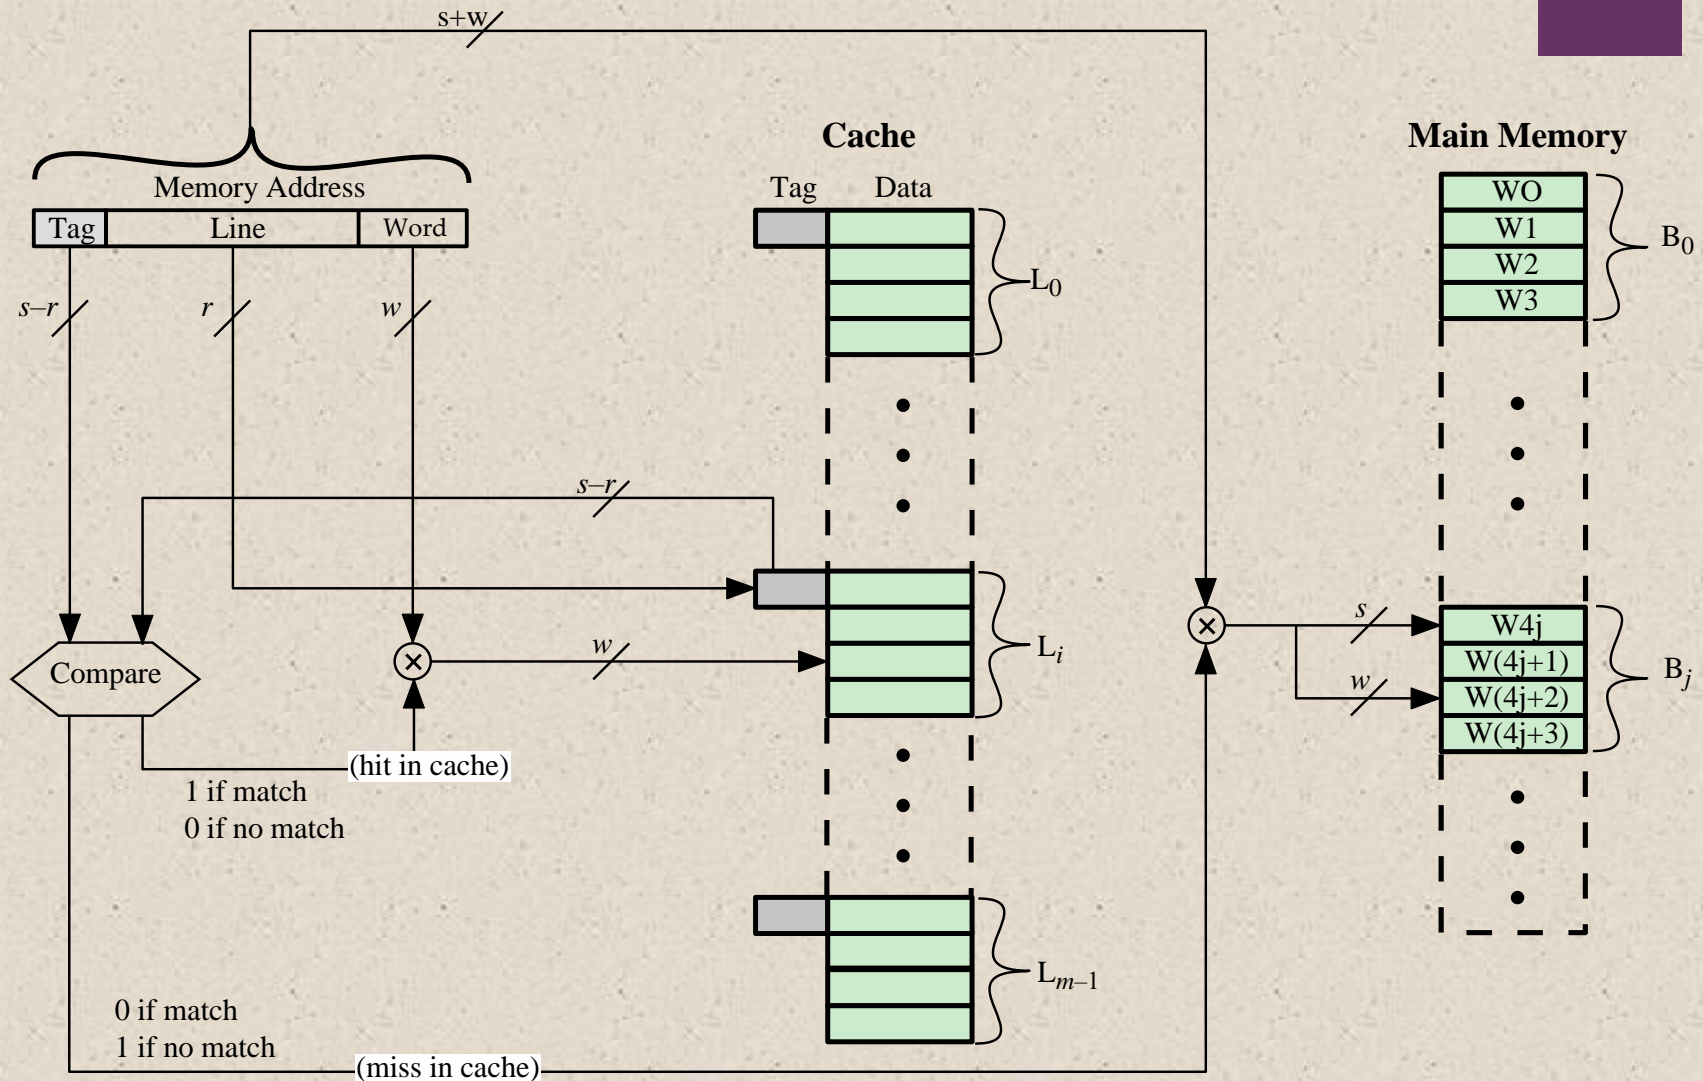 s+w
Cache
Main Memory
Memory Address
Tag Data
Tag Line Word
WO
W1
W2
W3
B0
L0
s–r
r
w
s–r
Compare
w
Li
s
w
W4j
W(4j+1)
W(4j+2)
W(4j+3)
Bj
(hit in cache)
1 if match
0 if no match
Lm–1
0 if match
1 if no match
(miss in cache)